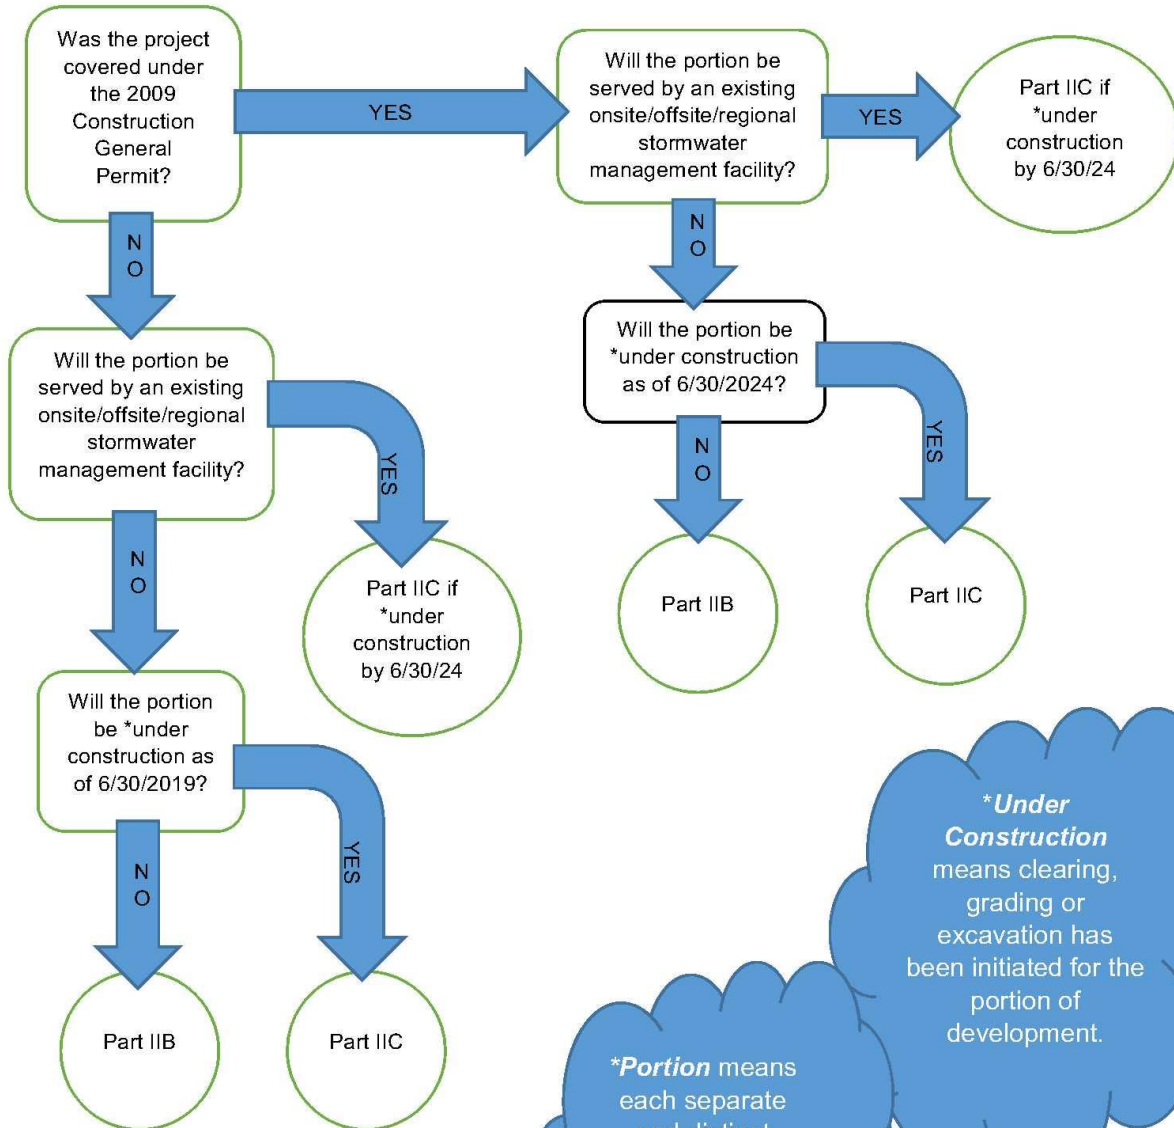 Was the project
covered under
the 2009
Construction
General
Permit?
YES
Will the portion be
served by an existing
onsite/offsite/regional
stormwater
management facility?
YES
Part IIC if
*under
construction
by 6/30/24
N
O
N
O
Will the portion be
served by an existing
onsite/offsite/regional
stormwater
management facility?
YES
Will the portion be
*under construction
as of 6/30/2024?
YES
N
O
N
O
Part IIC if
*under
construction
by 6/30/24
Part IIB
Part IIC
Will the portion
be *under
construction as
of 6/30/2019?
YES
N
O
Part IIB
Part IIC
*Under
Construction
means clearing,
grading or
excavation has
been initiated for the
portion of
development.
*Portion means
each separate
and distinct